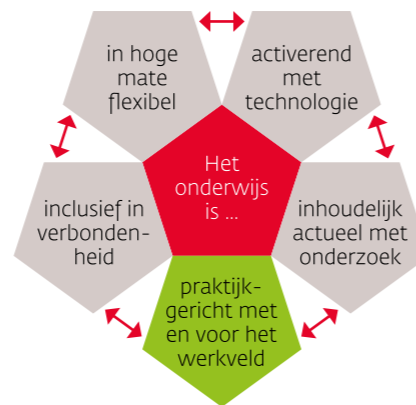 in hoge
mate
flexibel
activerend
met
technologie
Het
onderwijs
is ...
inclusief in
verbonden-
heid
inhoudelijk
actueel met
onderzoek
praktijk-
gericht met
en voor het
werkveld